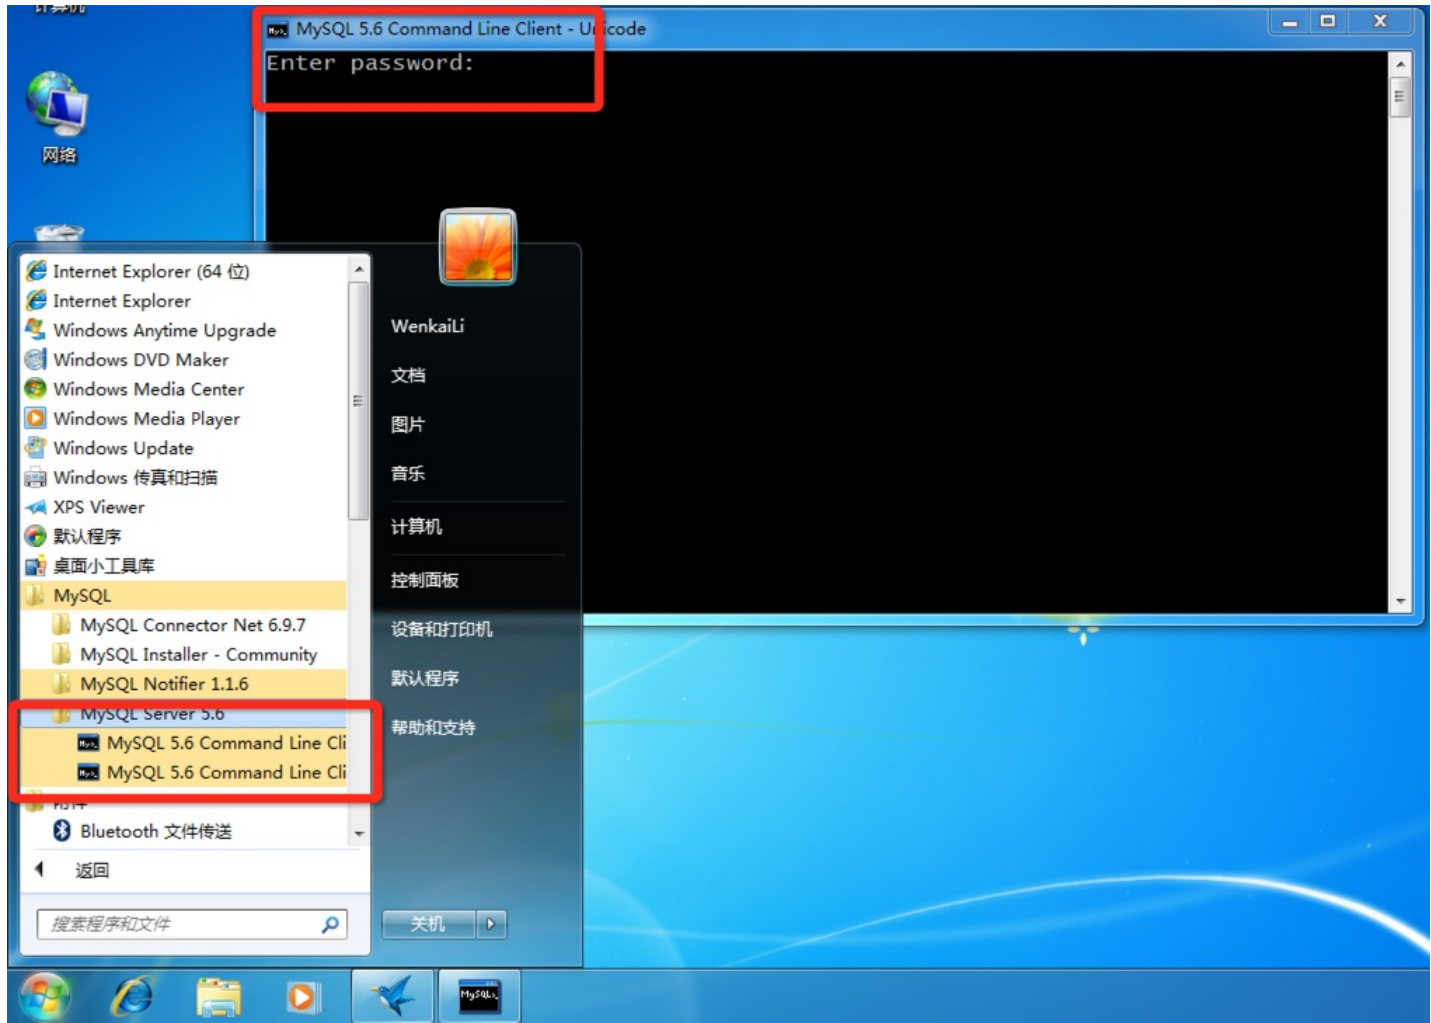 计算机
MySQL 5.6 Command Line Client - Unicode
Enter password:
网络
Internet Explorer (64 位)
Internet Explorer
Windows Anytime Upgrade
Windows DVD Maker
Windows Media Center
Windows Media Player
Windows Update
Windows 传真和扫描
XPS Viewer
默认程序
桌面小工具库
MySQL
MySQL Connector Net 6.9.7
MySQL Installer - Community
MySQL Notifier 1.1.6
MySQL Server 5.6
MySQL 5.6 Command Line Cli
MySQL 5.6 Command Line Cli
附件
Bluetooth 文件传送
返回
搜索程序和文件
WenkaiLi
文档
图片
音乐
计算机
控制面板
设备和打印机
默认程序
帮助和支持
关机
MySQL